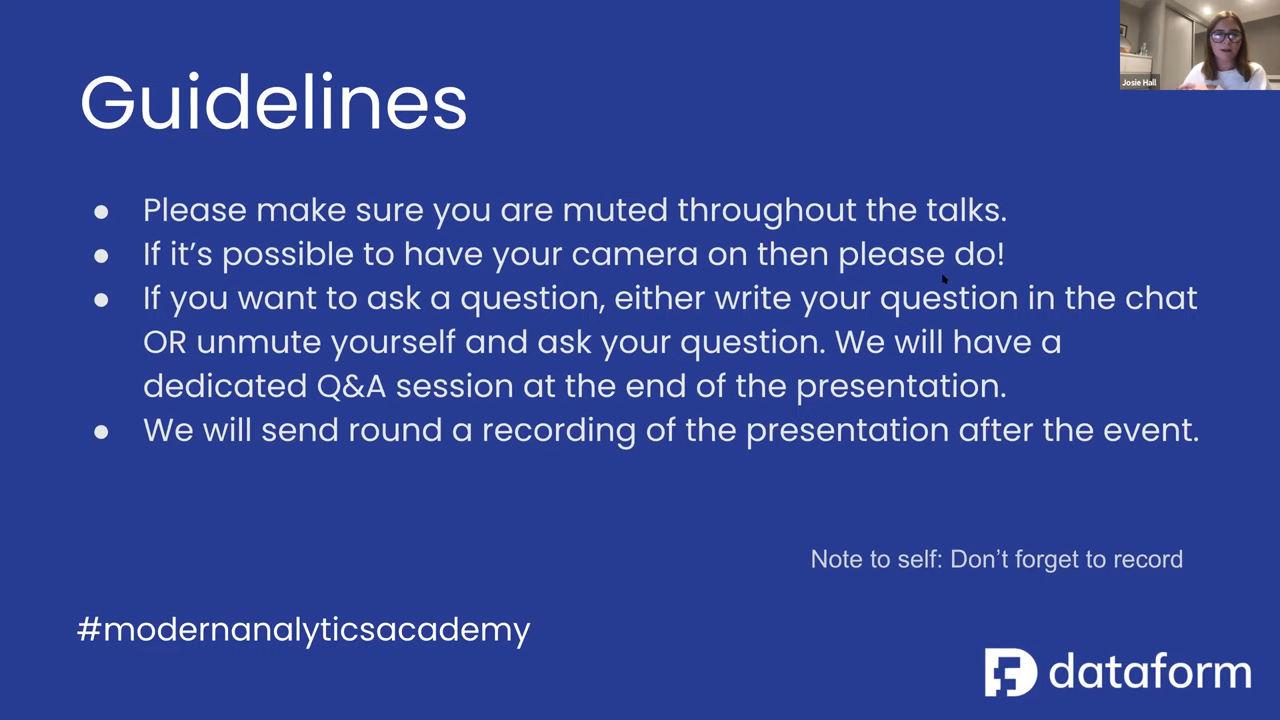 Josie Hall
Guidelines
● Please make sure you are muted throughout the talks.
● If it’s possible to have your camera on then please do!
● If you want to ask a question, either write your question in the chat
OR unmute yourself and ask your question. We will have a
dedicated Q&A session at the end of the presentation.
● We will send round a recording of the presentation after the event.
Note to self: Don’t forget to record
#modernanalyticsacademy
dataform